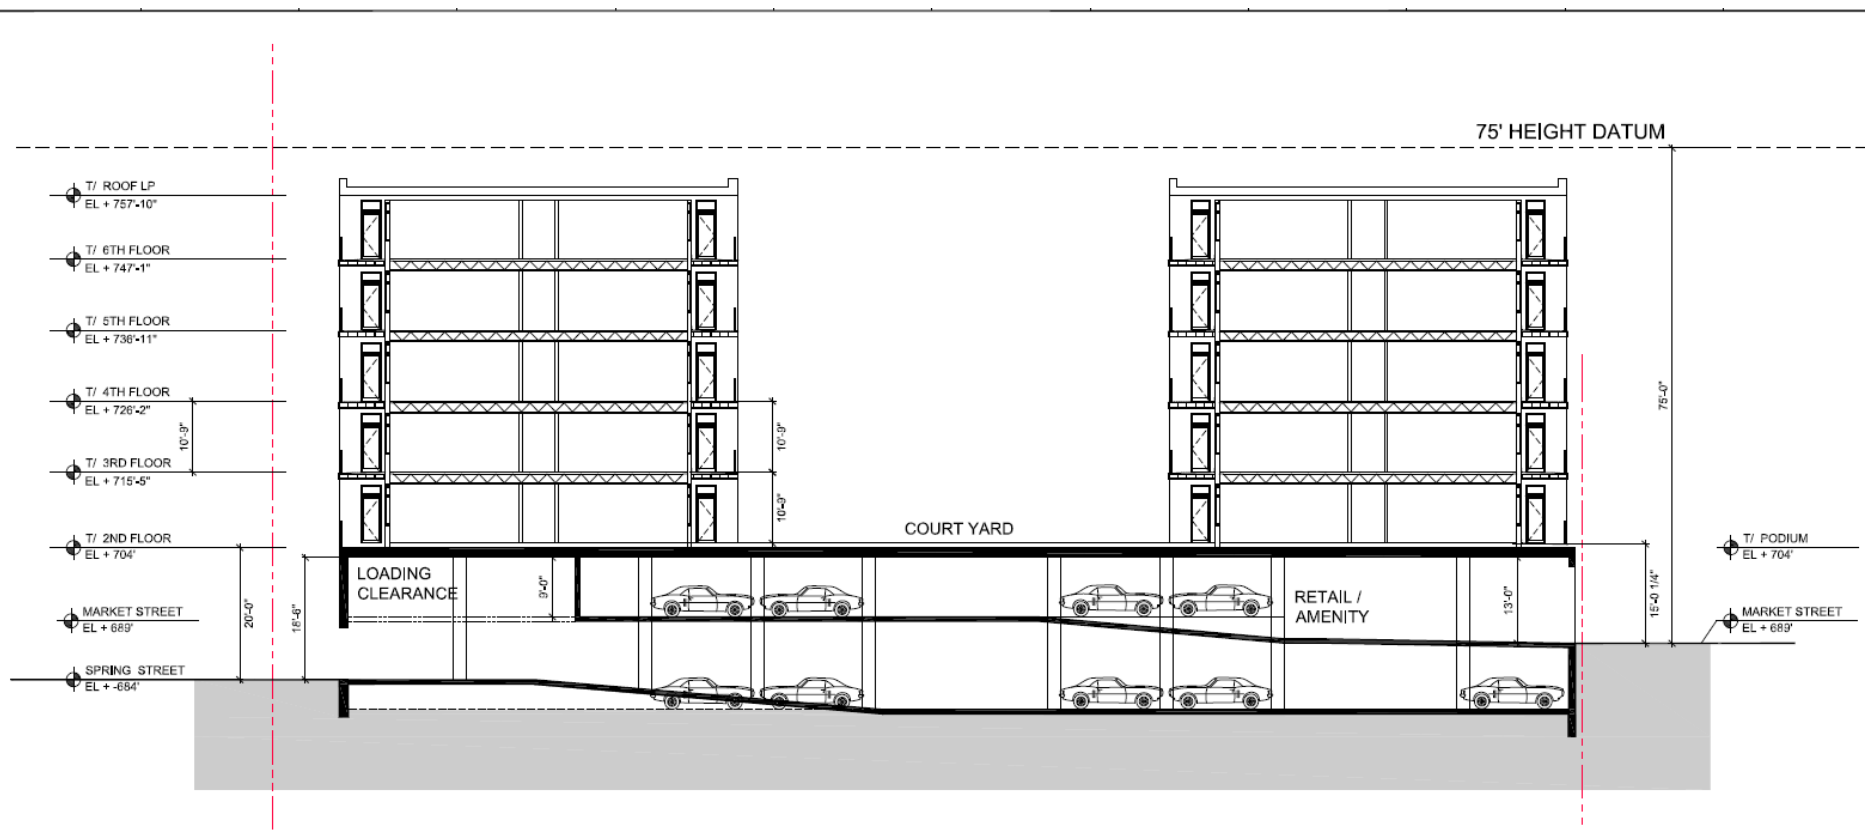 75' HEIGHT DATUM
T/ ROOF LP
EL + 757'-10"
T/ 6TH FLOOR
EL + 747'-1"
T/ 5TH FLOOR
EL + 736'-11"
T/ 4TH FLOOR
EL + 726'-2"
10'-9"
10'-9"
75'-0"
T/ 3RD FLOOR
EL + 715'-5"
10'-9"
COURT YARD
T/ 2ND FLOOR
EL + 704'
T/ PODIUM
EL + 704'
LOADING
CLEARANCE
9'-0"
RETAIL /
AMENITY
13'-0"
15'-0 1/4"
20'-0"
18'-6"
MARKET STREET
EL + 689'
MARKET STREET
EL + 689'
SPRING STREET
EL + -684'